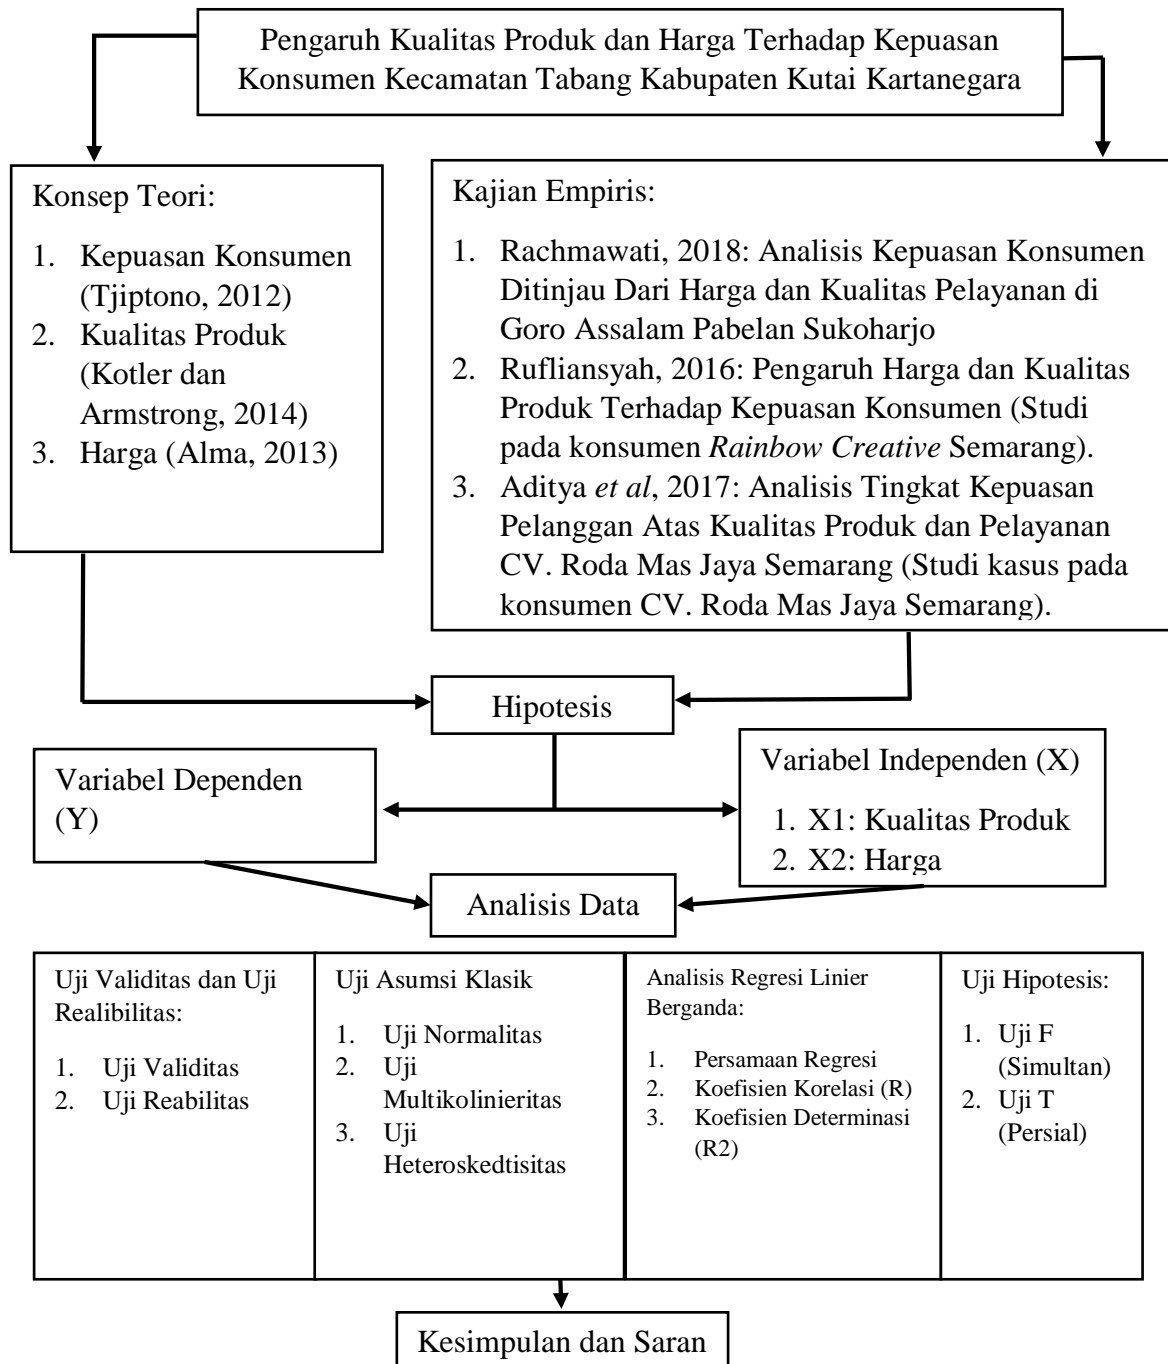 Pengaruh Kualitas Produk dan Harga Terhadap Kepuasan
Konsumen Kecamatan Tabang Kabupaten Kutai Kartanegara
Konsep Teori:
1. Kepuasan Konsumen
(Tjiptono, 2012)
2. Kualitas Produk
(Kotler dan
Armstrong, 2014)
3. Harga (Alma, 2013)
Kajian Empiris:
1. Rachmawati, 2018: Analisis Kepuasan Konsumen
Ditinjau Dari Harga dan Kualitas Pelayanan di
Goro Assalam Pabelan Sukoharjo
2. Rufliansyah, 2016: Pengaruh Harga dan Kualitas
Produk Terhadap Kepuasan Konsumen (Studi
pada konsumen Rainbow Creative Semarang).
3. Aditya et al, 2017: Analisis Tingkat Kepuasan
Pelanggan Atas Kualitas Produk dan Pelayanan
CV. Roda Mas Jaya Semarang (Studi kasus pada
konsumen CV. Roda Mas Jaya Semarang).
Hipotesis
Variabel Dependen
(Y)
Variabel Independen (X)
1. X1: Kualitas Produk
2. X2: Harga
Analisis Data
Uji Validitas dan Uji
Realibilitas:
1. Uji Validitas
2. Uji Reabilitas
Uji Asumsi Klasik
1. Uji Normalitas
2. Uji
Multikolinieritas
3. Uji
Heteroskedtisitas
Analisis Regresi Linier
Berganda:
1. Persamaan Regresi
2. Koefisien Korelasi (R)
3. Koefisien Determinasi
(R2)
Uji Hipotesis:
1. Uji F
(Simultan)
2. Uji T
(Persial)
Kesimpulan dan Saran